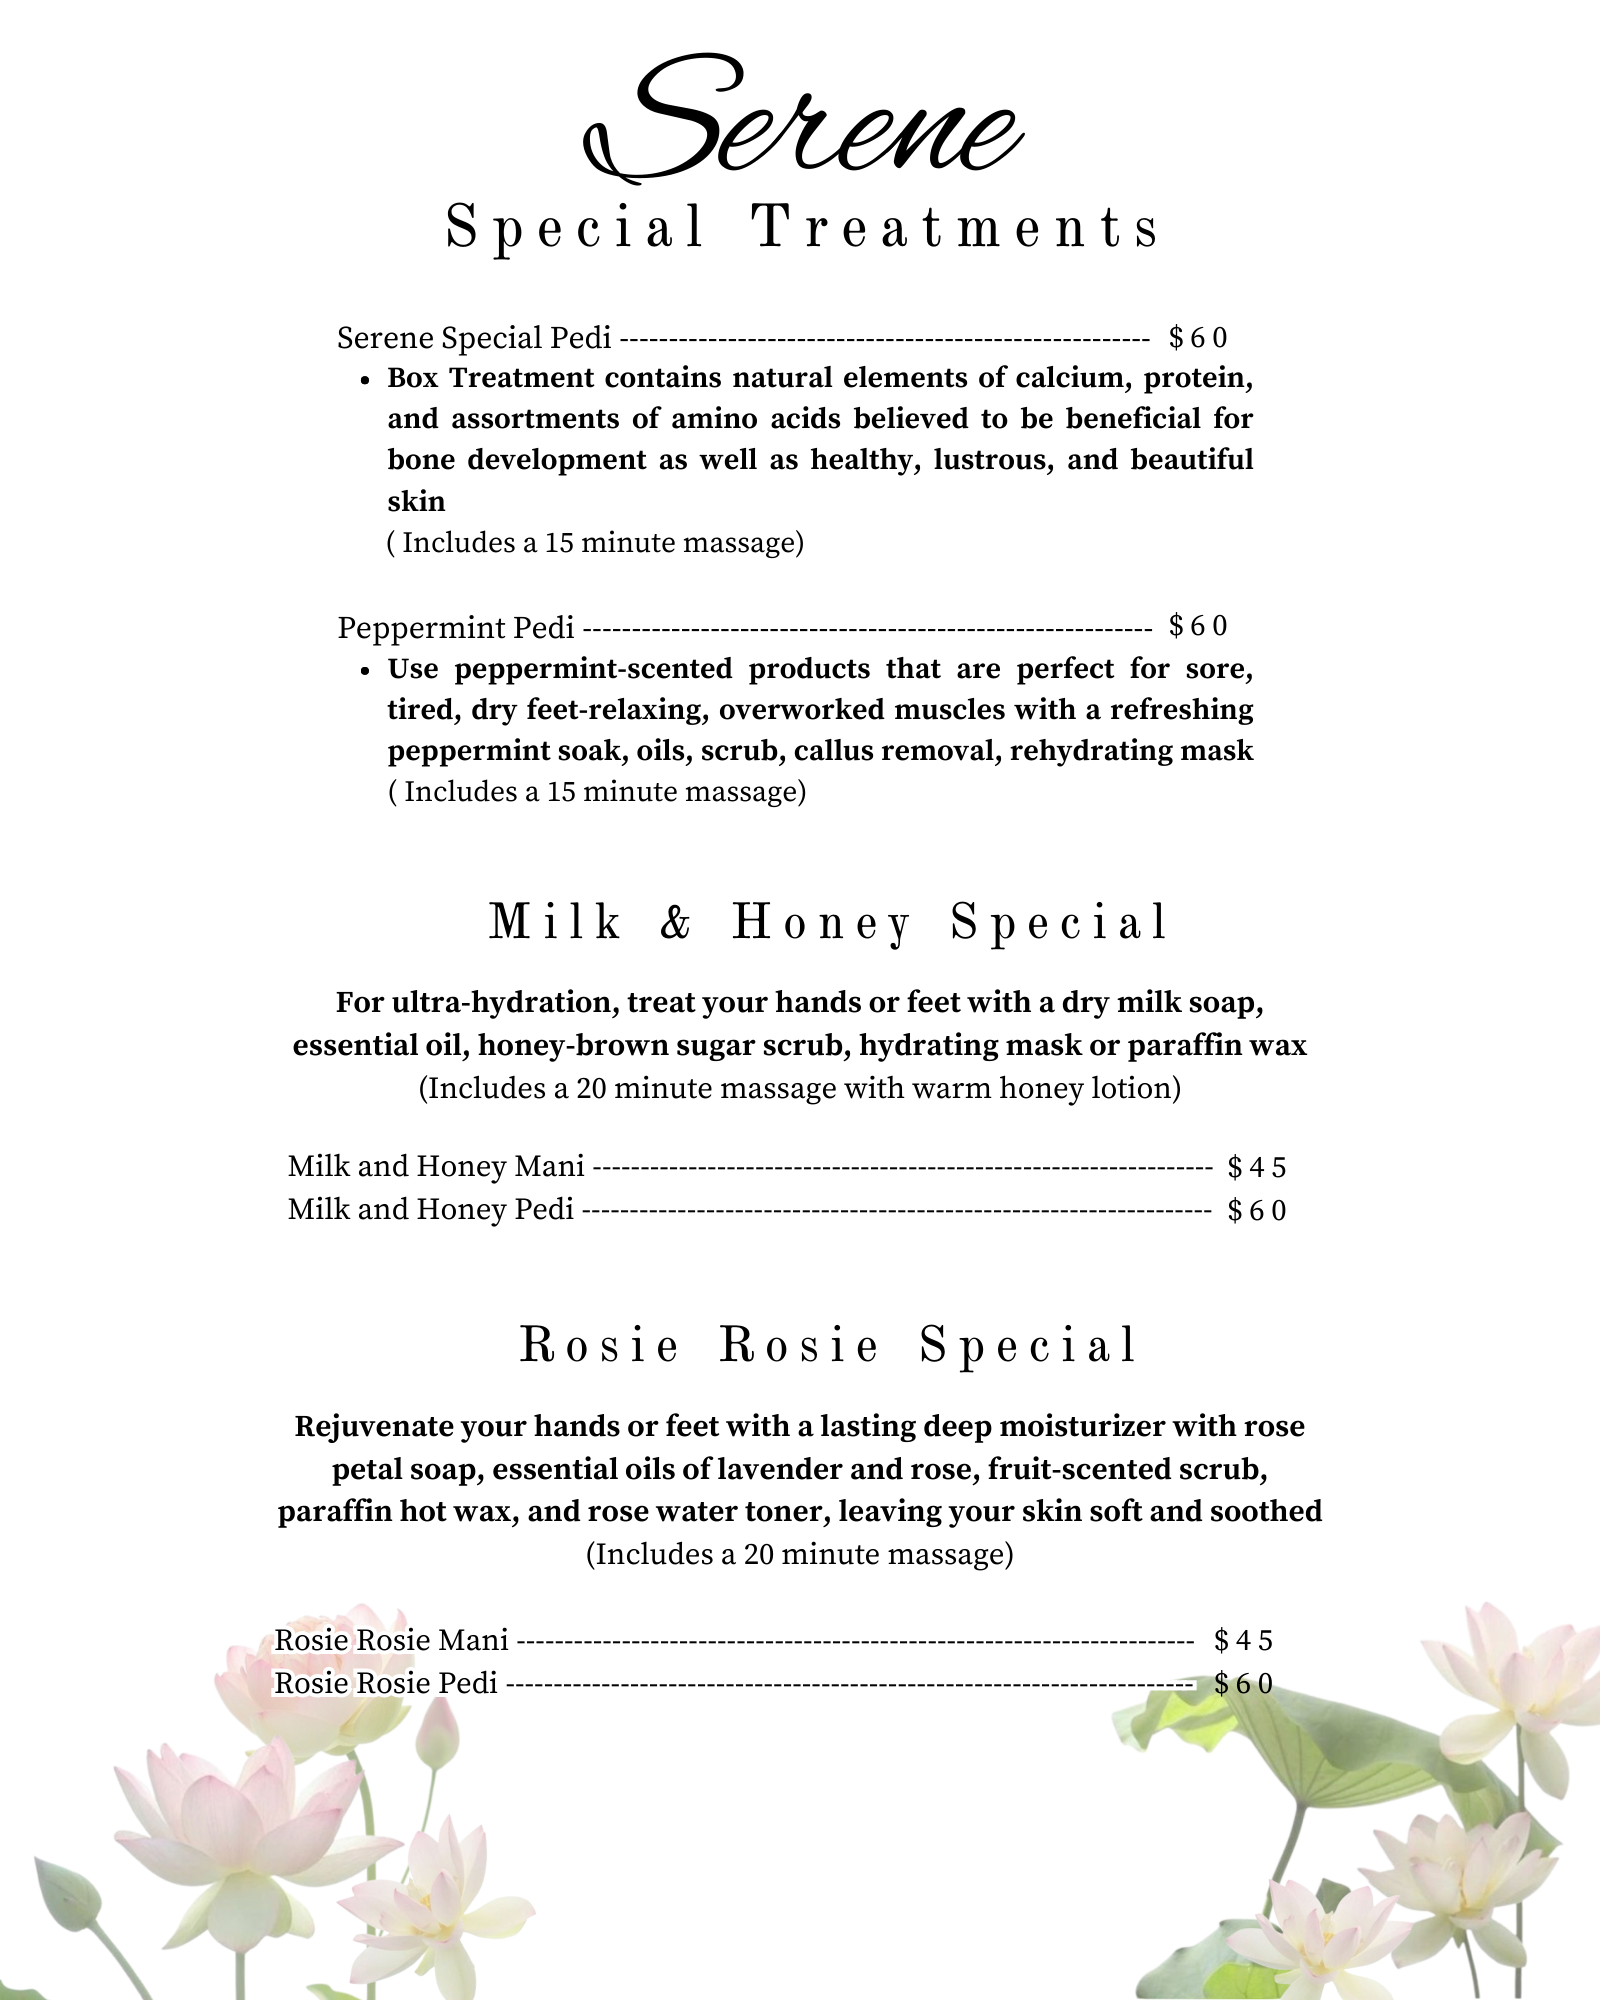 Serene
Special Treatments
Serene Special Pedi ------------------------------------------------------ $60
• Box Treatment contains natural elements of calcium, protein,
and assortments of amino acids believed to be beneficial for
bone development as well as healthy, lustrous, and beautiful
skin
( Includes a 15 minute massage)
Peppermint Pedi ---------------------------------------------------------- $60
• Use peppermint-scented products that are perfect for sore,
tired, dry feet-relaxing, overworked muscles with a refreshing
peppermint soak, oils, scrub, callus removal, rehydrating mask
( Includes a 15 minute massage)
Milk & Honey Special
For ultra-hydration, treat your hands or feet with a dry milk soap,
essential oil, honey-brown sugar scrub, hydrating mask or paraffin wax
(Includes a 20 minute massage with warm honey lotion)
Milk and Honey Mani --------------------------------------------------------------- $45
Milk and Honey Pedi ---------------------------------------------------------------- $60
Rosie Rosie Special
Rejuvenate your hands or feet with a lasting deep moisturizer with rose
petal soap, essential oils of lavender and rose, fruit-scented scrub,
paraffin hot wax, and rose water toner, leaving your skin soft and soothed
(Includes a 20 minute massage)
Rosie Rosie Mani --------------------------------------------------------------------- $45
Rosie Rosie Pedi ---------------------------------------------------------------------- $60